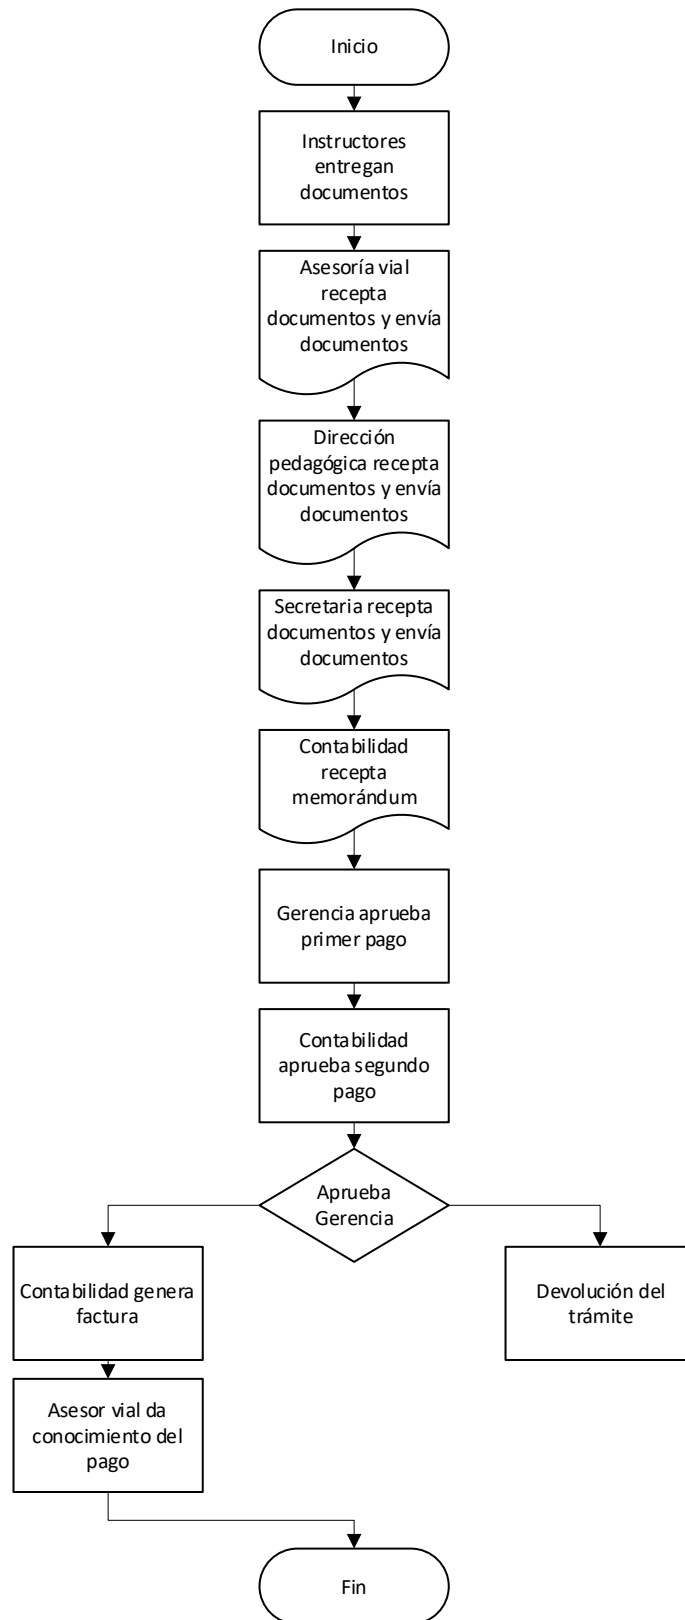 Inicio
Instructores
entregan
documentos
Asesoría vial
recepta
documentos y envía
documentos
Dirección
pedagógica recepta
documentos y envía
documentos
Secretaria recepta
documentos y envía
documentos
Contabilidad
recepta
memorándum
Gerencia aprueba
primer pago
Contabilidad
aprueba segundo
pago
Aprueba
Gerencia
Contabilidad genera
factura
Devolución del
trámite
Asesor vial da
conocimiento del
pago
Fin